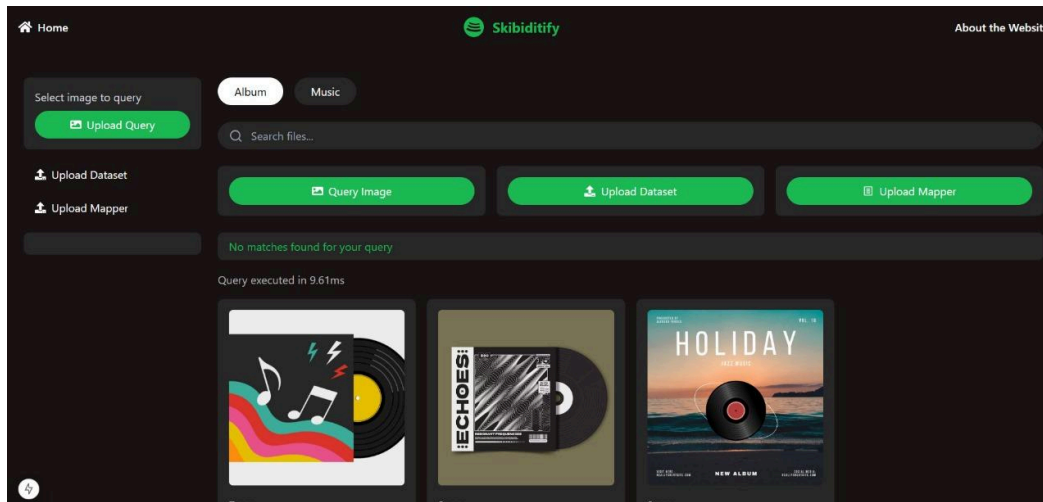 Home
Skibiditify
About the Websit
Select image to query
Upload Query
Upload Dataset
Upload Mapper
Album
Music
Search files...
Query Image
Upload Dataset
Upload Mapper
No matches found for your query
Query executed in 9.61ms
ECHOES
HOLIDAY
JAZZ MUSIC
VOL. 10
NEW ALBUM